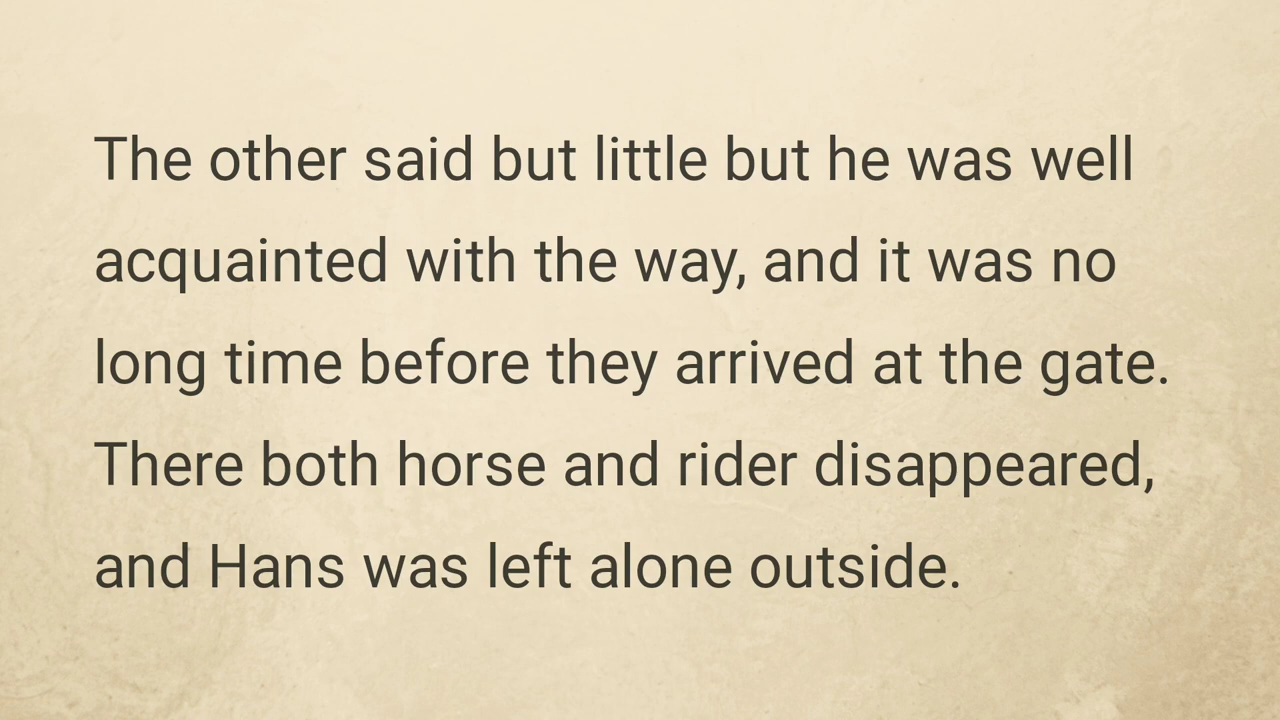 The other said but little but he was well
acquainted with the way, and it was no
long time before they arrived at the gate.
There both horse and rider disappeared,
and Hans was left alone outside.